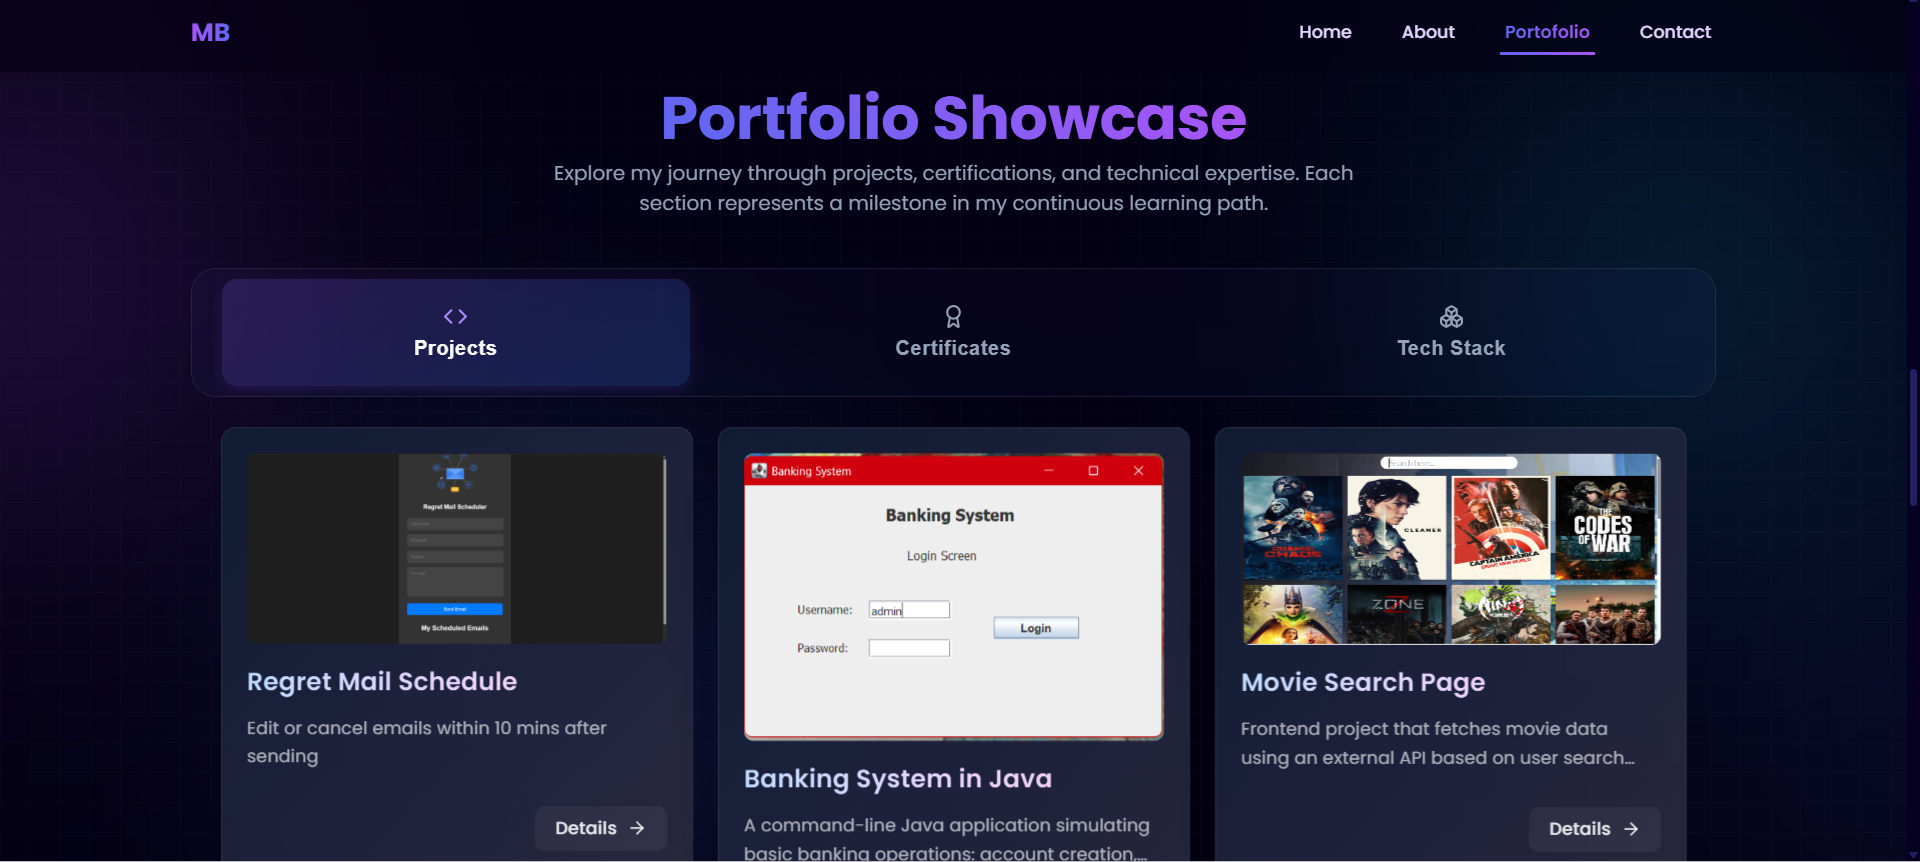 MB
Home
About
Portofolio
Contact
Portfolio Showcase
Explore my journey through projects, certifications, and technical expertise. Each
section represents a milestone in my continuous learning path.
Projects
Certificates
Tech Stack
Regret Mail Scheduler
Send Email
My Scheduled Emails
Regret Mail Schedule
Edit or cancel emails within 10 mins after
sending
Details
Banking System
Banking System
Login Screen
Username: admin
Login
Password:
Banking System in Java
A command-line Java application simulating
basic banking operations: account creation,...
Search here...
COSMIC
CHAOS
CLEANER
CAPTAIN AMERICA
BRAVE NEW WORLD
THE
CODES
OF WAR
ZONE
Movie Search Page
Frontend project that fetches movie data
using an external API based on user search...
Details